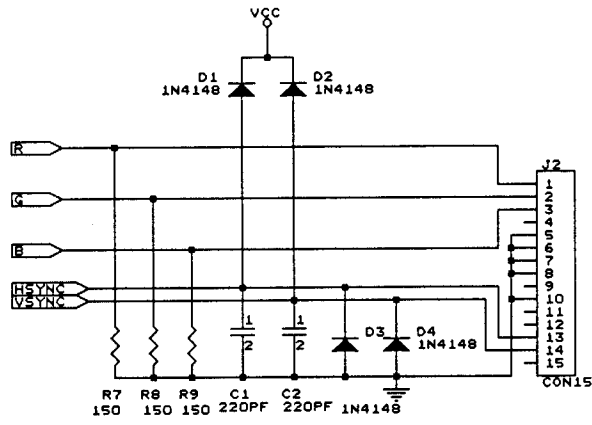 VCC
D1
1N4148
D2
1N4148
R
G
B
HSYNC
VSYNC
J2
1
2
3
4
5
6
7
8
9
10
11
12
13
14
15
CON15
1
2
1
2
D3
D4
1N4148
R7
150
R8
150
R9
150
C1
220PF
C2
220PF
1N4148